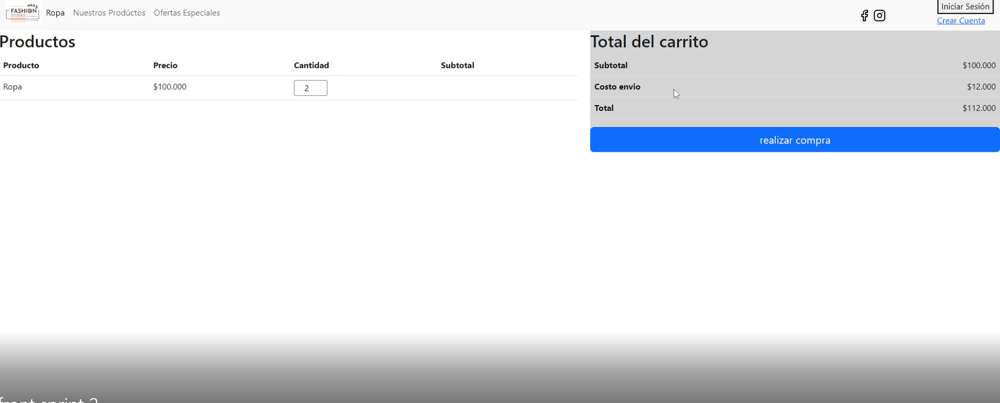 FASHION
STORE
Ropa Nuestros Prodúctos Ofertas Especiales
Iniciar Sesión
Crear Cuenta
Productos
Producto Precio Cantidad Subtotal
Ropa $100.000 2
Total del carrito
Subtotal $100.000
Costo envio $12.000
Total $112.000
realizar compra
front sprint